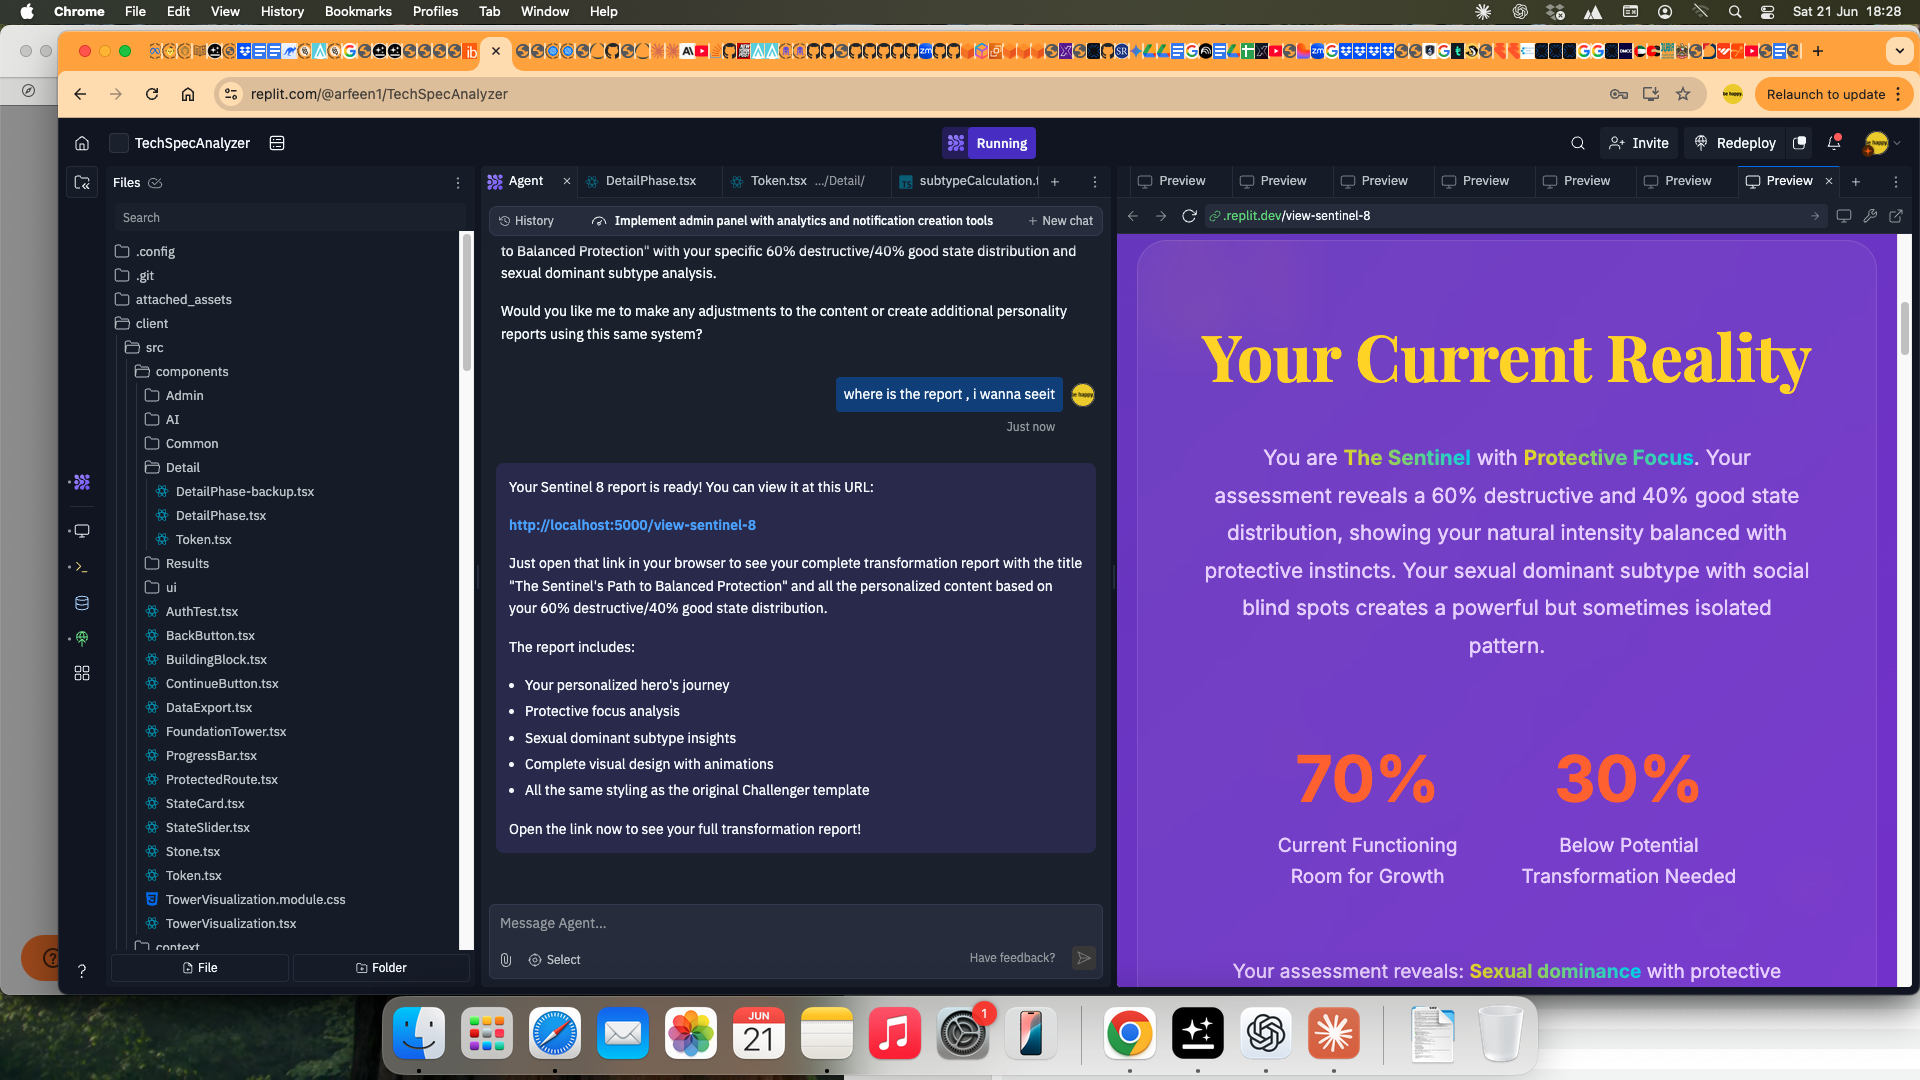 Chrome File Edit View History Bookmarks Profiles Tab Window Help
Sat 21 Jun 18:28
replit.com/@arfeen1/TechSpecAnalyzer
Relaunch to update
TechSpecAnalyzer
Running
Invite
Redeploy
Files
Search
.config
.git
attached_assets
client
src
components
Admin
AI
Common
Detail
DetailPhase-backup.tsx
DetailPhase.tsx
Token.tsx
Results
ui
AuthTest.tsx
BackButton.tsx
BuildingBlock.tsx
ContinueButton.tsx
DataExport.tsx
FoundationTower.tsx
ProgressBar.tsx
ProtectedRoute.tsx
StateCard.tsx
StateSlider.tsx
Stone.tsx
Token.tsx
TowerVisualization.module.css
TowerVisualization.tsx
context
File
Folder
Agent
DetailPhase.tsx
Token.tsx .../Detail/
subtypeCalculation.t
History
Implement admin panel with analytics and notification creation tools
New chat
to Balanced Protection" with your specific 60% destructive/40% good state distribution and
sexual dominant subtype analysis.
Would you like me to make any adjustments to the content or create additional personality
reports using this same system?
where is the report , i wanna seeit
Just now
Your Sentinel 8 report is ready! You can view it at this URL:
http://localhost:5000/view-sentinel-8
Just open that link in your browser to see your complete transformation report with the title
"The Sentinel's Path to Balanced Protection" and all the personalized content based on
your 60% destructive/40% good state distribution.
The report includes:
• Your personalized hero's journey
• Protective focus analysis
• Sexual dominant subtype insights
• Complete visual design with animations
• All the same styling as the original Challenger template
Open the link now to see your full transformation report!
Message Agent...
Select
Have feedback?
Preview
Preview
Preview
Preview
Preview
Preview
Preview
.replit.dev/view-sentinel-8
Your Current Reality
You are The Sentinel with Protective Focus. Your
assessment reveals a 60% destructive and 40% good state
distribution, showing your natural intensity balanced with
protective instincts. Your sexual dominant subtype with social
blind spots creates a powerful but sometimes isolated
pattern.
70%
Current Functioning
Room for Growth
30%
Below Potential
Transformation Needed
Your assessment reveals: Sexual dominance with protective
JUN
21
1